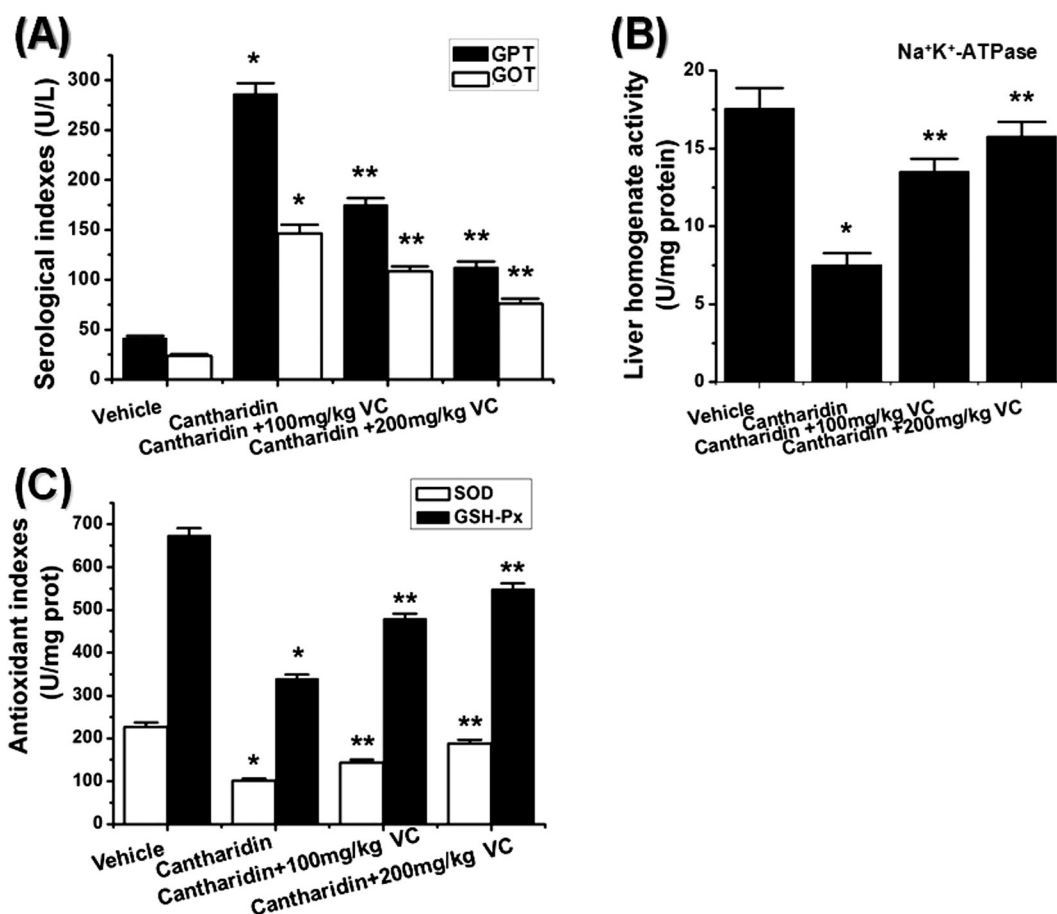 (A)
GPT
GOT
Serological indexes (U/L)
300
250
200
150
100
50
0
*
*
**
**
**
**
Vehicle
Cantharidin
Cantharidin +100mg/kg VC
Cantharidin +200mg/kg VC
(B)
Na⁺K⁺-ATPase
Liver homogenate activity
(U/mg protein)
20
15
10
5
0
*
**
**
Vehicle
Cantharidin
Cantharidin +100mg/kg VC
Cantharidin +200mg/kg VC
(C)
SOD
GSH-Px
Antioxidant indexes
(U/mg prot)
700
600
500
400
300
200
100
0
*
*
**
**
**
**
Vehicle
Cantharidin
Cantharidin+100mg/kg VC
Cantharidin+200mg/kg VC